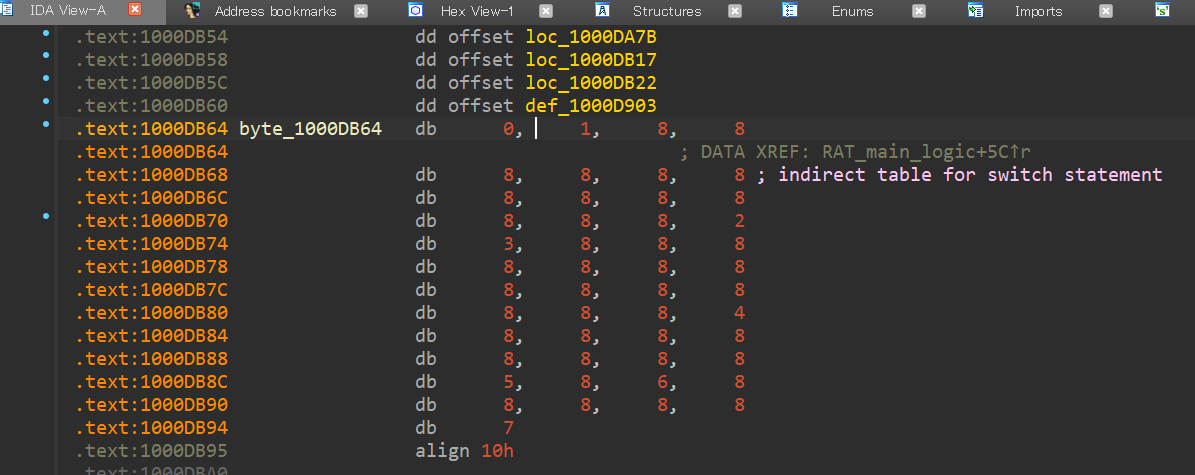 IDA View-A Address bookmarks Hex View-1 Structures Enums Imports
.text:1000DB54 dd offset loc_1000DA7B
.text:1000DB58 dd offset loc_1000DB17
.text:1000DB5C dd offset loc_1000DB22
.text:1000DB60 dd offset def_1000D903
.text:1000DB64 byte_1000DB64 db 0, 1, 8, 8
.text:1000DB64 ; DATA XREF: RAT_main_logic+5C↑r
.text:1000DB68 db 8, 8, 8, 8 ; indirect table for switch statement
.text:1000DB6C db 8, 8, 8, 8
.text:1000DB70 db 8, 8, 8, 2
.text:1000DB74 db 3, 8, 8, 8
.text:1000DB78 db 8, 8, 8, 8
.text:1000DB7C db 8, 8, 8, 8
.text:1000DB80 db 8, 8, 8, 4
.text:1000DB84 db 8, 8, 8, 8
.text:1000DB88 db 8, 8, 8, 8
.text:1000DB8C db 5, 8, 6, 8
.text:1000DB90 db 8, 8, 8, 8
.text:1000DB94 db 7
.text:1000DB95 align 10h
.text:1000DBA0